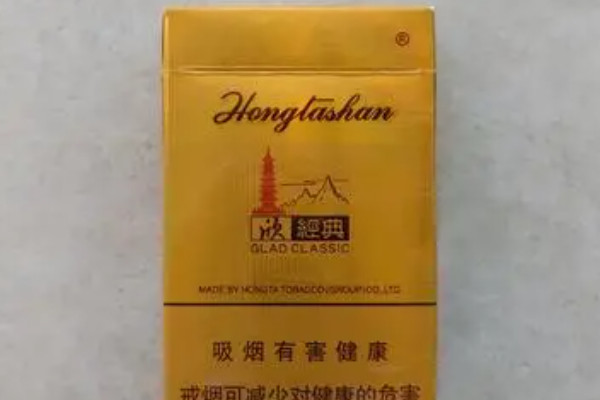 ®
Hongtashan
欣 經典
GLAD CLASSIC
MADE BY HONGTA TOBACCO(GROUP)CO.,LTD.
吸烟有害健康
戒烟可减少对健康的危害